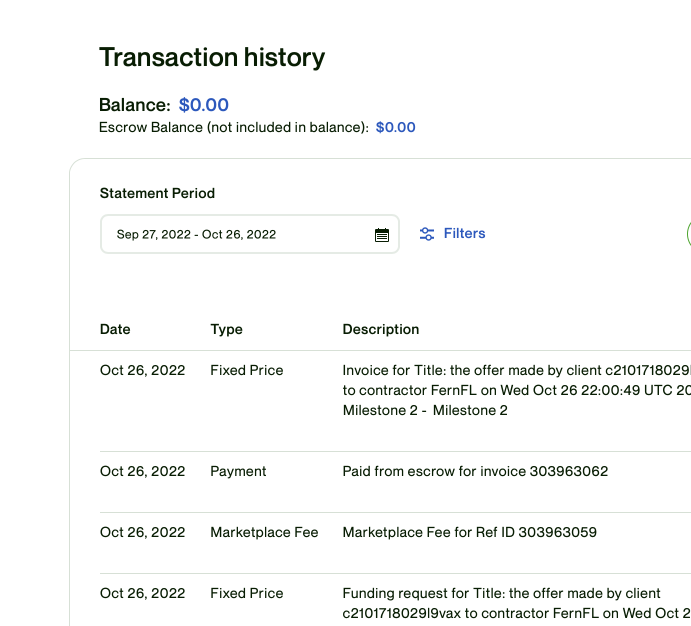 Transaction history
Balance: $0.00
Escrow Balance (not included in balance): $0.00
Statement Period
Sep 27, 2022 - Oct 26, 2022
Filters
Date Type Description
Oct 26, 2022 Fixed Price Invoice for Title: the offer made by client c2101718029l
to contractor FernFL on Wed Oct 26 22:00:49 UTC 20
Milestone 2 - Milestone 2
Oct 26, 2022 Payment Paid from escrow for invoice 303963062
Oct 26, 2022 Marketplace Fee Marketplace Fee for Ref ID 303963059
Oct 26, 2022 Fixed Price Funding request for Title: the offer made by client
c2101718029l9vax to contractor FernFL on Wed Oct 2